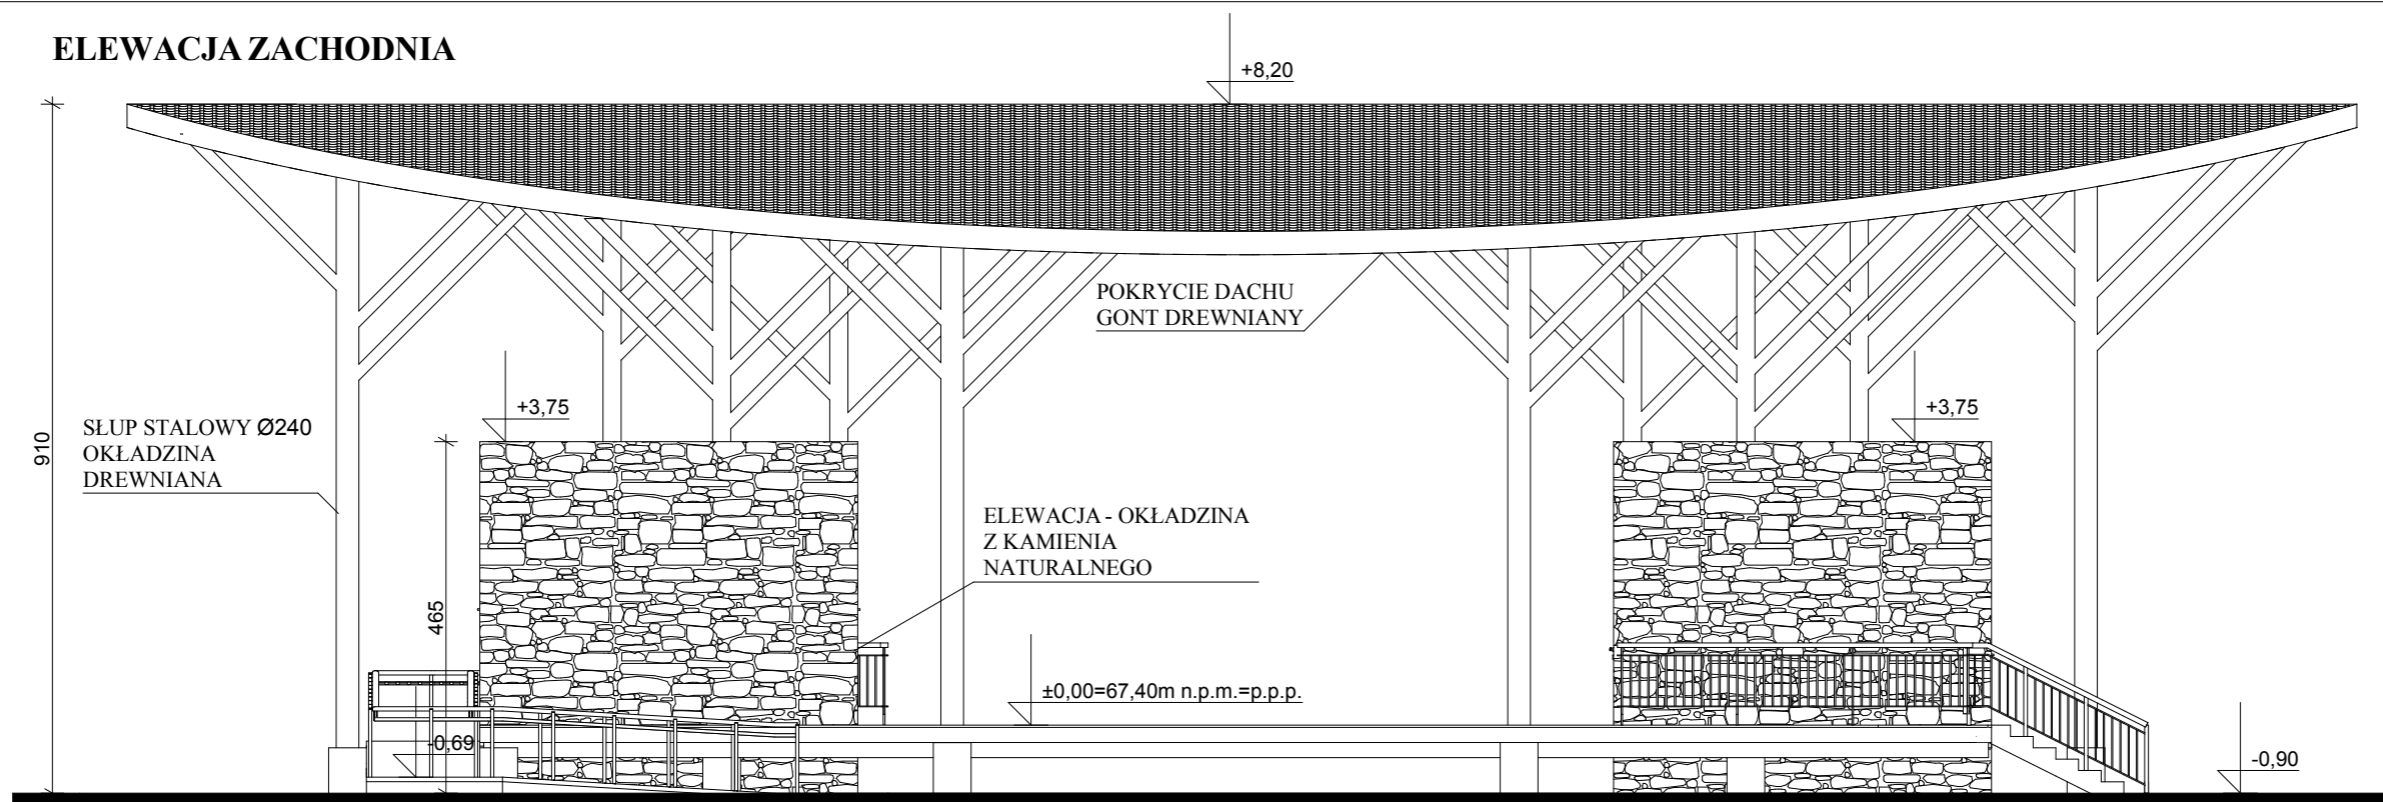 ELEWACJA ZACHODNIA
+8,20
POKRYCIE DACHU
GONT DREWNIANY
+3,75
+3,75
SŁUP STALOWY Ø240
OKŁADZINA
DREWNIANA
910
465
ELEWACJA - OKŁADZINA
Z KAMIENIA
NATURALNEGO
±0,00=67,40m n.p.m.=p.p.p.
-0,69
-0,90